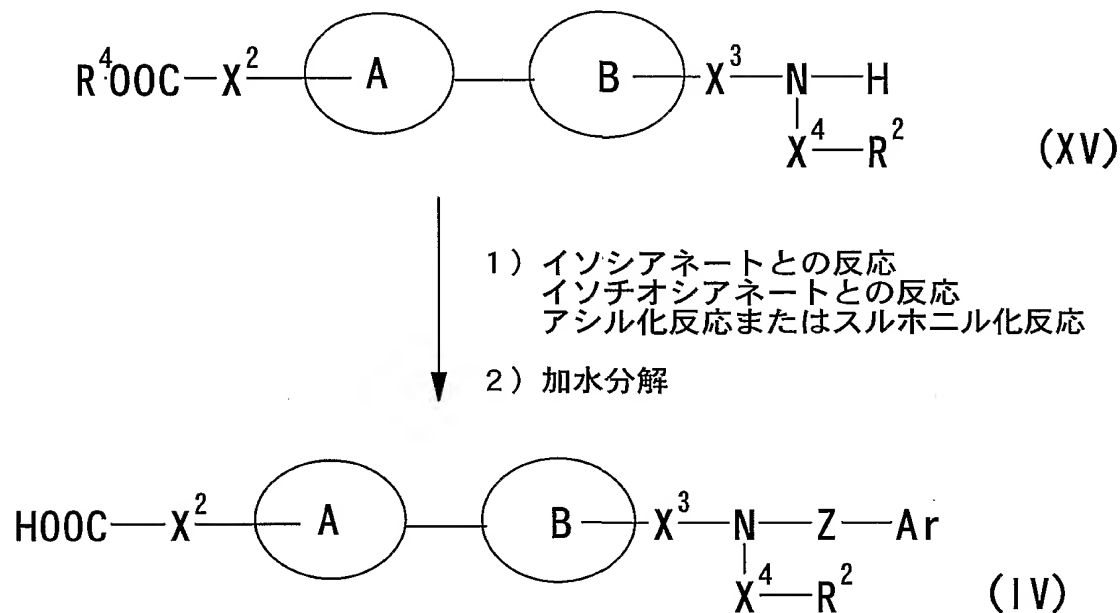 R⁴OOC—X²— A — B —X³—N—H
X⁴—R²
(XV)
1) イソシアネートとの反応
イソチオシアネートとの反応
アシル化反応またはスルホニル化反応
2) 加水分解
HOOC—X²— A — B —X³—N—Z—Ar
X⁴—R²
(IV)